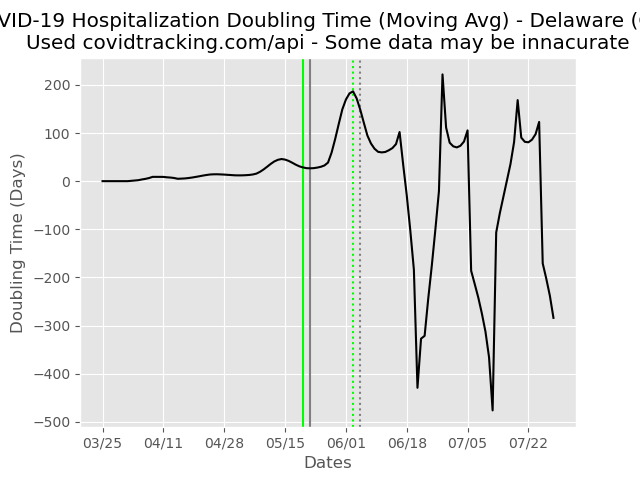 VID-19 Hospitalization Doubling Time (Moving Avg) - Delaware (
Used covidtracking.com/api - Some data may be innacurate
200
100
0
−100
−200
−300
−400
−500
Doubling Time (Days)
03/25 04/11 04/28 05/15 06/01 06/18 07/05 07/22
Dates